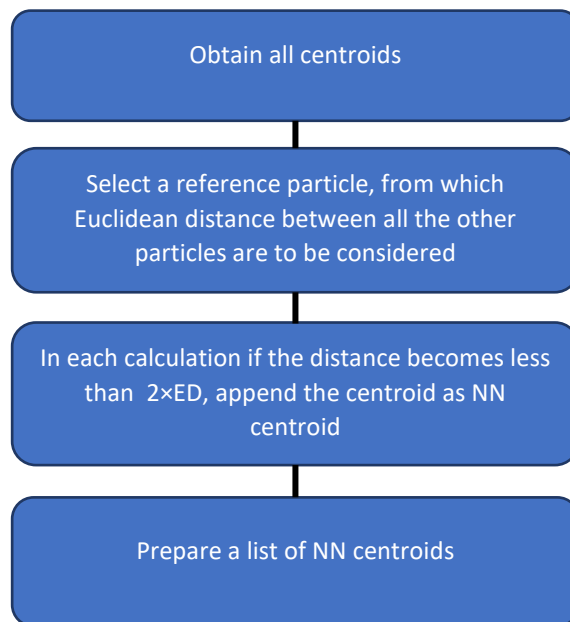 Obtain all centroids
Select a reference particle, from which
Euclidean distance between all the other
particles are to be considered
In each calculation if the distance becomes less
than 2×ED, append the centroid as NN
centroid
Prepare a list of NN centroids